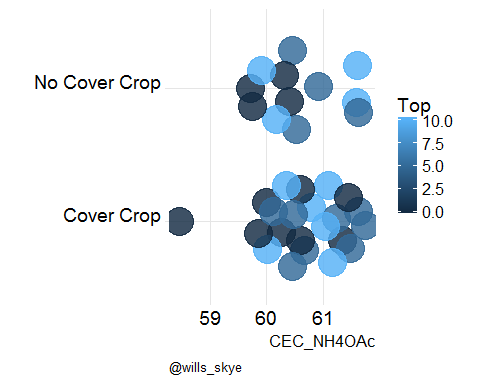 No Cover Crop
Cover Crop
Top
10.0
7.5
5.0
2.5
0.0
59 60 61
CEC_NH4OAc
@wills_skye